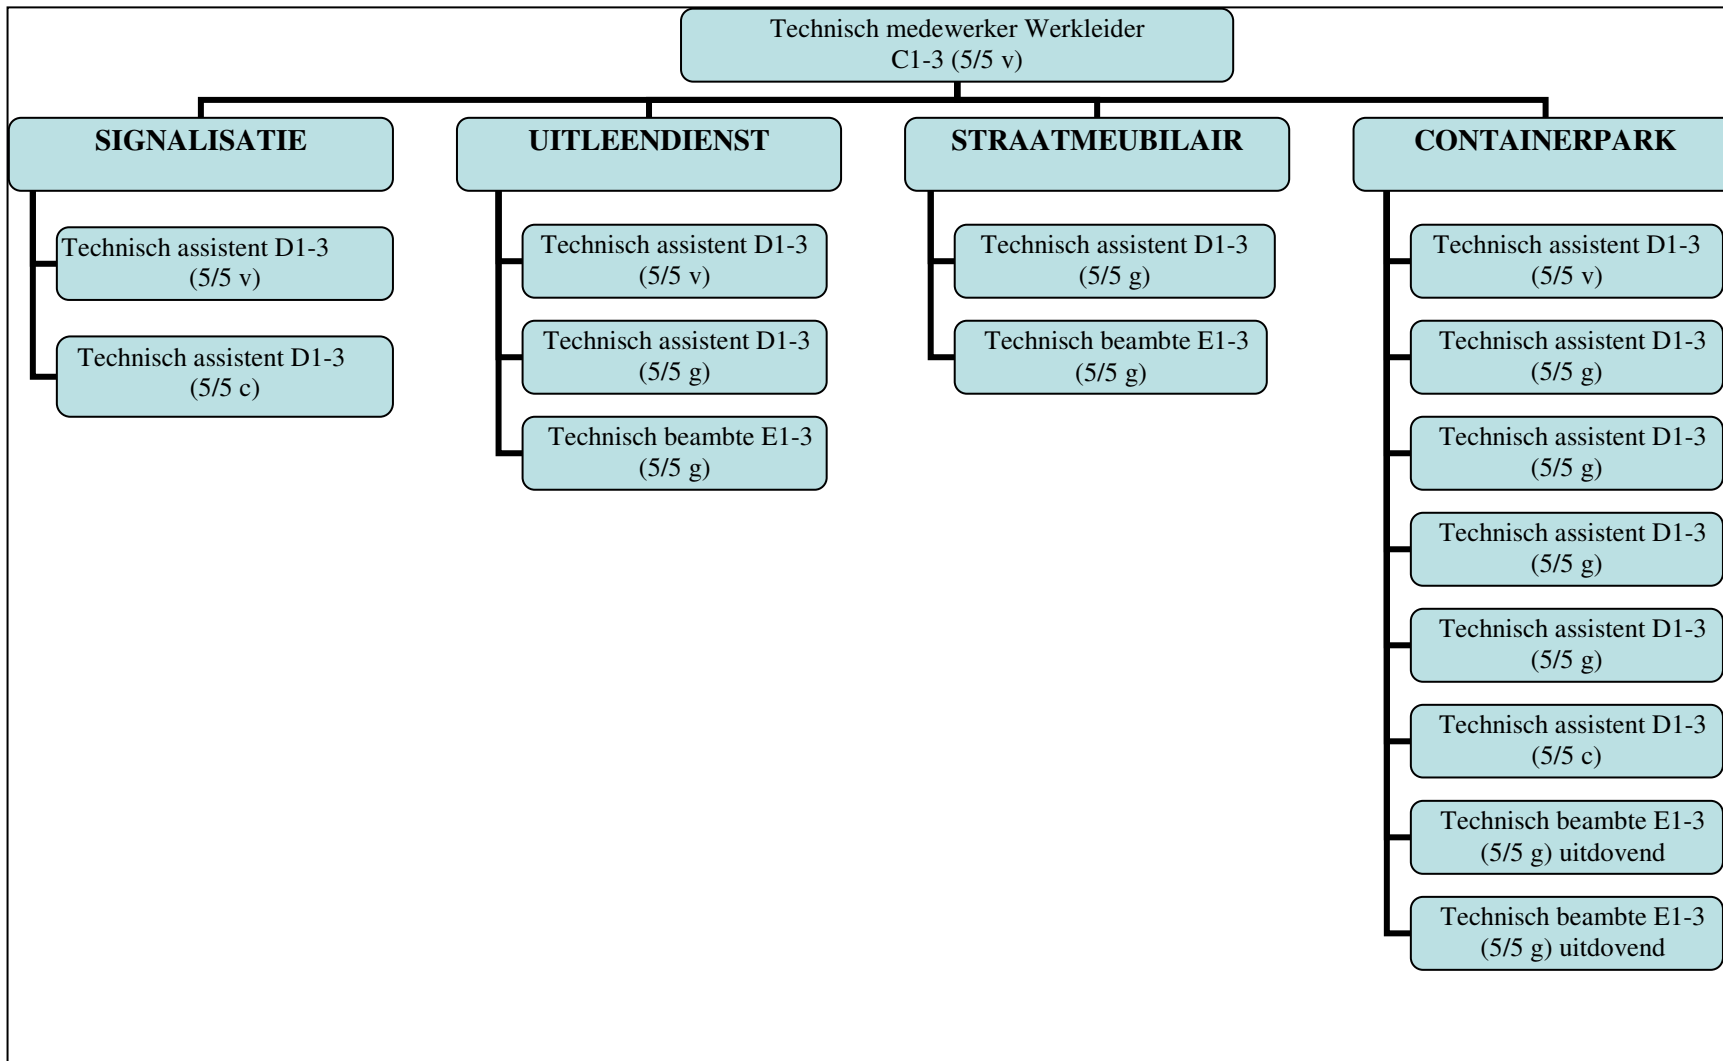 Technisch medewerker Werkleider
C1-3 (5/5 v)
SIGNALISATIE
Technisch assistent D1-3
(5/5 v)
Technisch assistent D1-3
(5/5 c)
UITLEENDIENST
Technisch assistent D1-3
(5/5 v)
Technisch assistent D1-3
(5/5 g)
Technisch beambte E1-3
(5/5 g)
STRAATMEUBILAIR
Technisch assistent D1-3
(5/5 g)
Technisch beambte E1-3
(5/5 g)
CONTAINERPARK
Technisch assistent D1-3
(5/5 v)
Technisch assistent D1-3
(5/5 g)
Technisch assistent D1-3
(5/5 g)
Technisch assistent D1-3
(5/5 g)
Technisch assistent D1-3
(5/5 g)
Technisch assistent D1-3
(5/5 c)
Technisch beambte E1-3
(5/5 g) uitdovend
Technisch beambte E1-3
(5/5 g) uitdovend